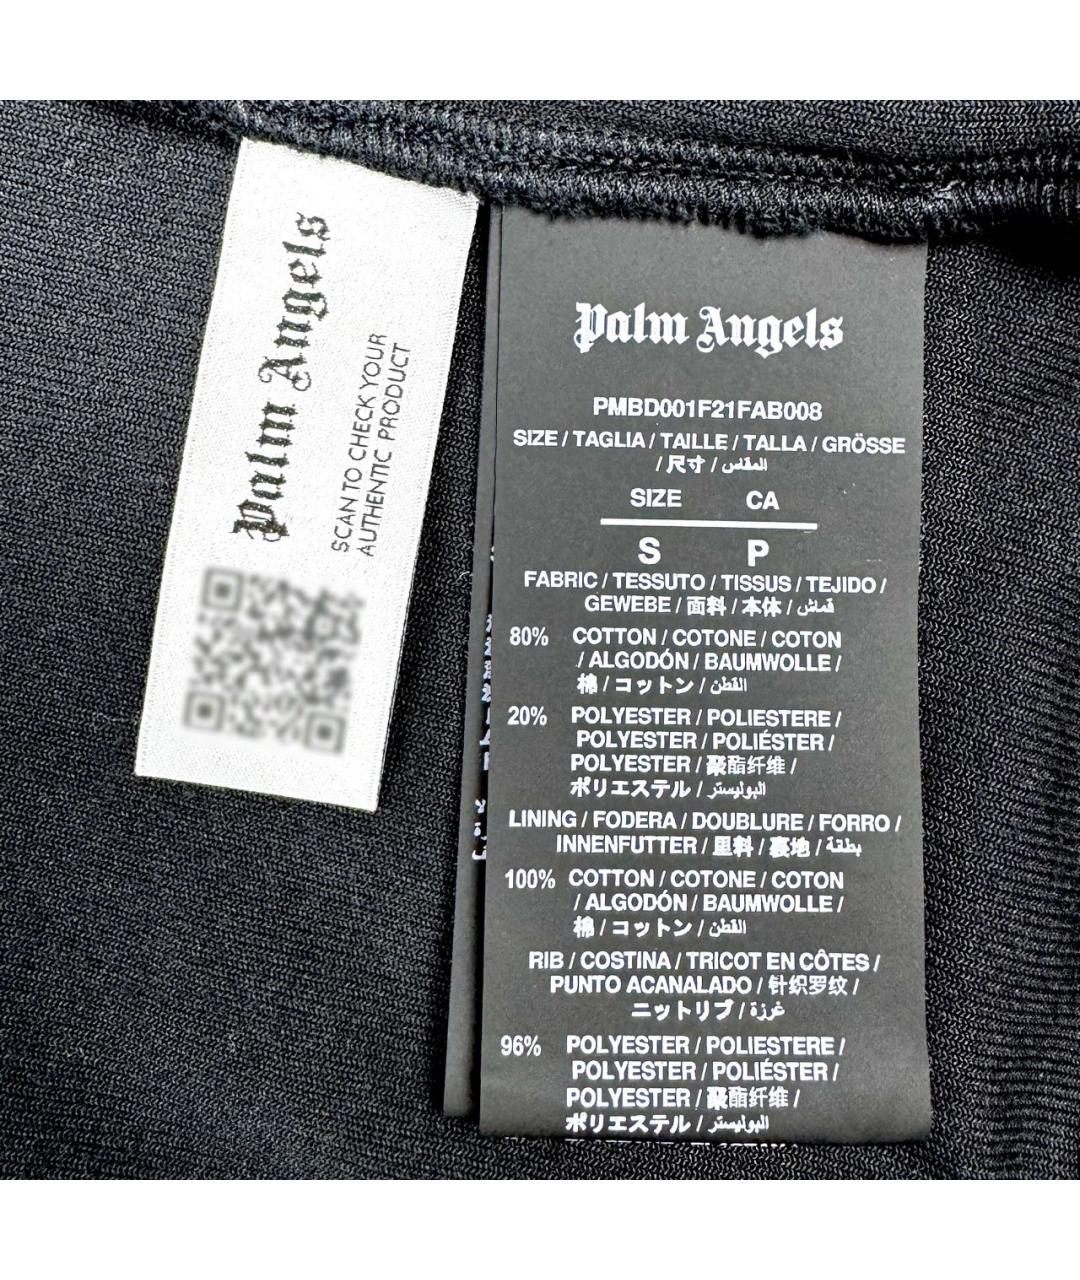 Palm Angels
SCAN TO CHECK YOUR
AUTHENTIC PRODUCT
Palm Angels
PMBD001F21FAB008
SIZE / TAGLIA / TAILLE / TALLA / GRÖSSE
/ 尺寸 / المقاس
SIZE CA
S P
FABRIC / TESSUTO / TISSUS / TEJIDO /
GEWEBE / 面料 / 本体 / قماش
80% COTTON / COTONE / COTON
/ ALGODÓN / BAUMWOLLE /
棉 / コットン / القطن
20% POLYESTER / POLIESTERE /
POLYESTER / POLIÉSTER /
POLYESTER / 聚酯纤维 /
ポリエステル / البوليستر
LINING / FODERA / DOUBLURE / FORRO /
INNENFUTTER / 里料 / 裏地 / بطقة
100% COTTON / COTONE / COTON
/ ALGODÓN / BAUMWOLLE /
棉 / コットン / القطن
RIB / COSTINA / TRICOT EN CÔTES /
PUNTO ACANALADO / 针织罗纹 /
ニットリブ / غرزة
96% POLYESTER / POLIESTERE /
POLYESTER / POLIÉSTER /
POLYESTER / 聚酯纤维 /
ポリエステル / البوليستر